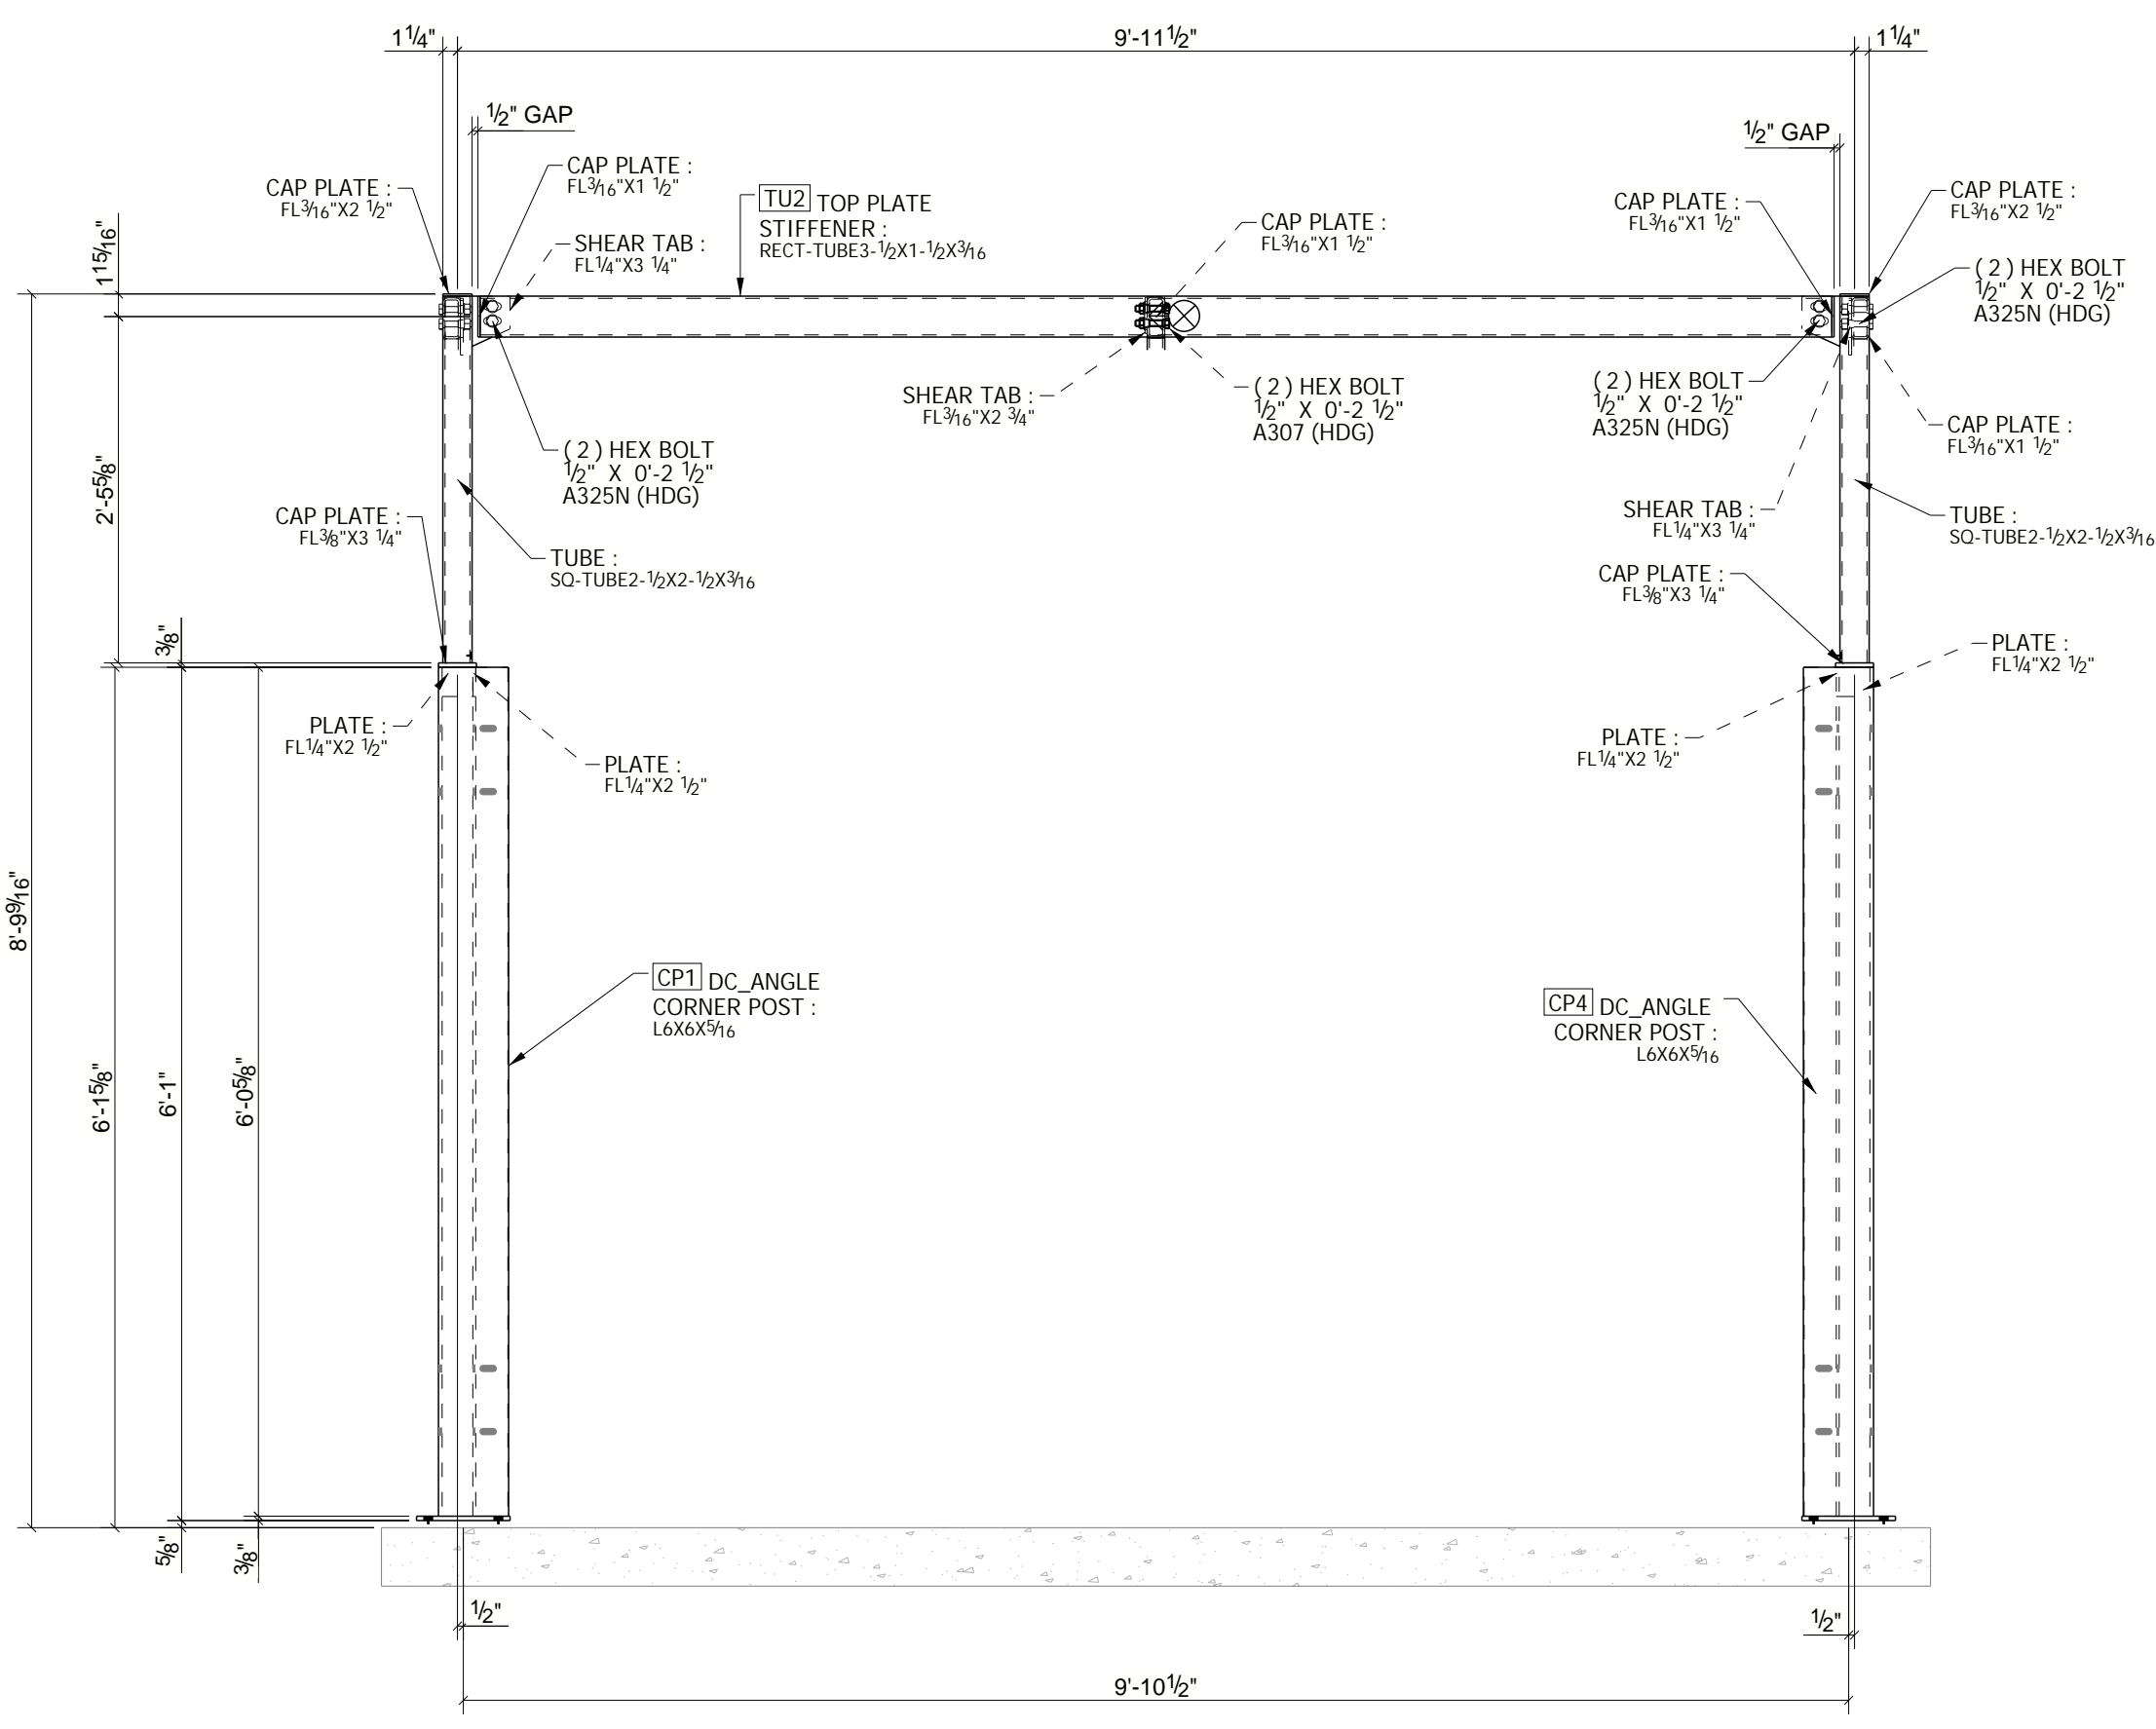 1 1/4"
9'-11 1/2"
1 1/4"
1/2" GAP
1/2" GAP
CAP PLATE :
FL3/16"X2 1/2"
CAP PLATE :
FL3/16"X1 1/2"
TU2 TOP PLATE
STIFFENER :
RECT-TUBE3-1/2X1-1/2X3/16
SHEAR TAB :
FL1/4"X3 1/4"
CAP PLATE :
FL3/16"X1 1/2"
CAP PLATE :
FL3/16"X1 1/2"
CAP PLATE :
FL3/16"X2 1/2"
( 2 ) HEX BOLT
1/2" X 0'-2 1/2"
A325N (HDG)
1 15/16"
SHEAR TAB :
FL3/16"X2 3/4"
( 2 ) HEX BOLT
1/2" X 0'-2 1/2"
A307 (HDG)
( 2 ) HEX BOLT
1/2" X 0'-2 1/2"
A325N (HDG)
CAP PLATE :
FL3/16"X1 1/2"
( 2 ) HEX BOLT
1/2" X 0'-2 1/2"
A325N (HDG)
2'-5 5/8"
CAP PLATE :
FL3/8"X3 1/4"
TUBE :
SQ-TUBE2-1/2X2-1/2X3/16
SHEAR TAB :
FL1/4"X3 1/4"
TUBE :
SQ-TUBE2-1/2X2-1/2X3/16
CAP PLATE :
FL3/8"X3 1/4"
3/8"
PLATE :
FL1/4"X2 1/2"
PLATE :
FL1/4"X2 1/2"
PLATE :
FL1/4"X2 1/2"
PLATE :
FL1/4"X2 1/2"
8'-9 9/16"
6'-1 5/8"
6'-1"
6'-0 5/8"
CP1 DC_ANGLE
CORNER POST :
L6X6X5/16
CP4 DC_ANGLE
CORNER POST :
L6X6X5/16
5/8"
3/8"
1/2"
1/2"
9'-10 1/2"